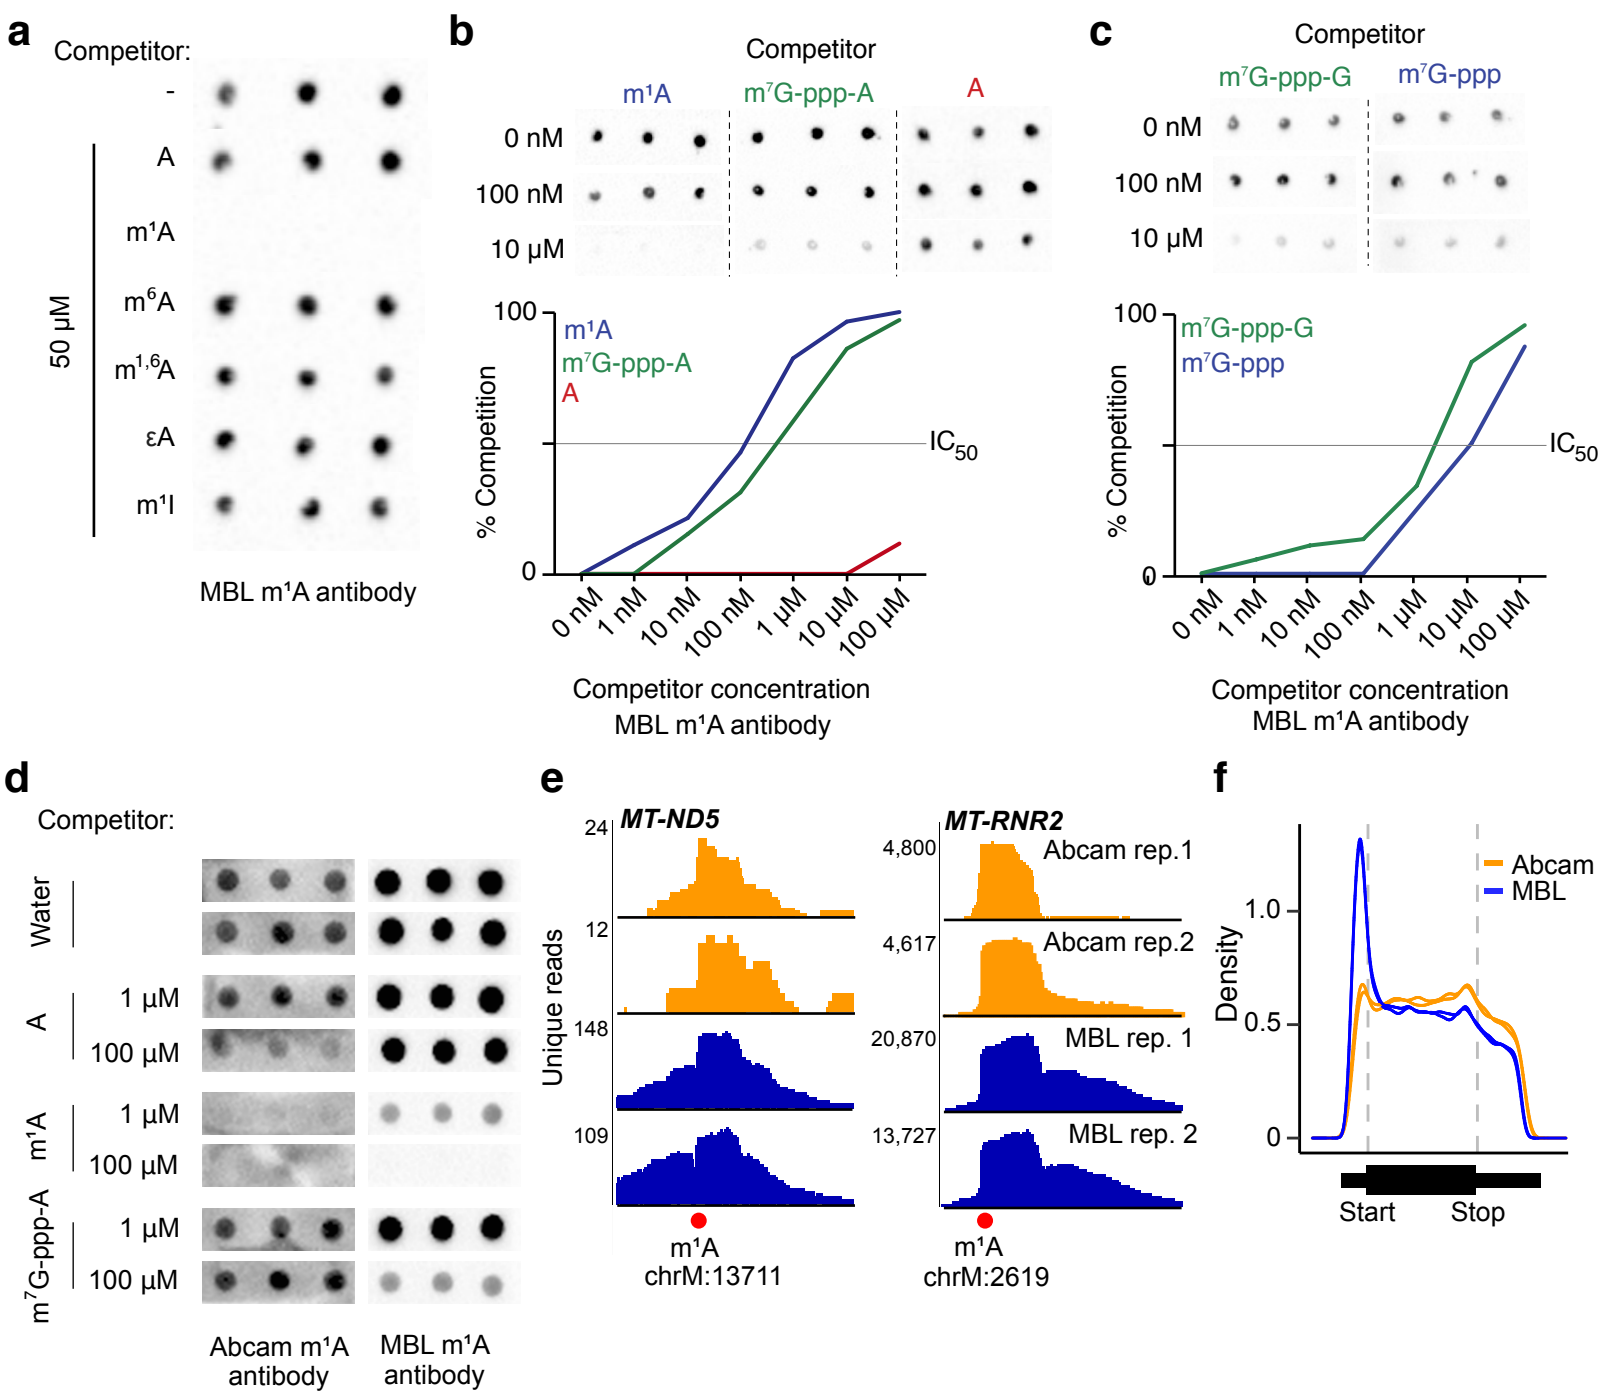 a
Competitor:
-
A
m¹A
m⁶A
m¹,⁶A
εA
m¹I
50 µM
MBL m¹A antibody
b
Competitor
m¹A
m⁷G-ppp-A
A
0 nM
100 nM
10 µM
100
0
% Competition
m¹A
m⁷G-ppp-A
A
IC50
0 nM
1 nM
10 nM
100 nM
1 µM
10 µM
100 µM
Competitor concentration
MBL m¹A antibody
c
Competitor
m⁷G-ppp-G
m⁷G-ppp
0 nM
100 nM
10 µM
100
0
% Competition
m⁷G-ppp-G
m⁷G-ppp
IC50
0 nM
1 nM
10 nM
100 nM
1 µM
10 µM
100 µM
Competitor concentration
MBL m¹A antibody
d
Competitor:
Water
A
1 µM
100 µM
m¹A
1 µM
100 µM
m⁷G-ppp-A
1 µM
100 µM
Abcam m¹A
antibody
MBL m¹A
antibody
e
Unique reads
MT-ND5
24
12
148
109
m¹A
chrM:13711
MT-RNR2
4,800
Abcam rep.1
4,617
Abcam rep.2
20,870
MBL rep. 1
13,727
MBL rep. 2
m¹A
chrM:2619
f
Abcam
MBL
Density
1.0
0.5
0
Start
Stop